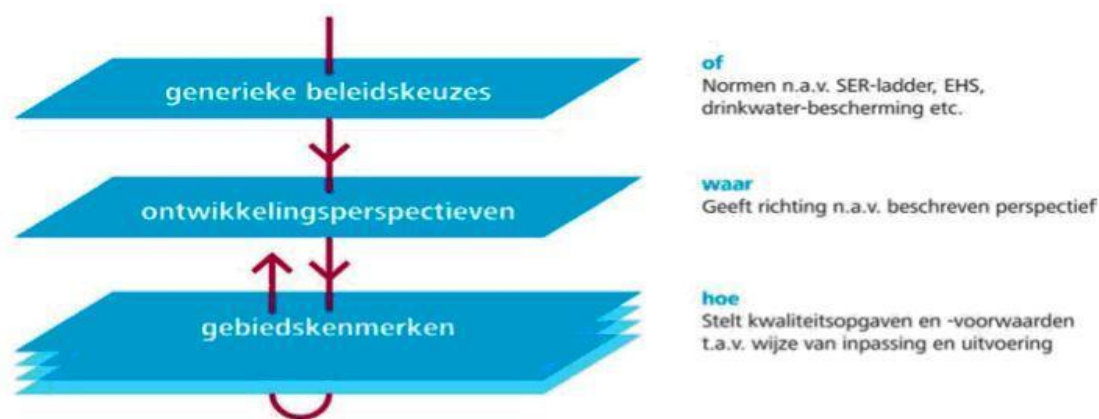 generieke beleidskeuzes
of
Normen n.a.v. SER-ladder, EHS,
drinkwater-bescherming etc.
ontwikkelingsperspectieven
waar
Geeft richting n.a.v. beschreven perspectief
gebiedskenmerken
hoe
Stelt kwaliteitsopgaven en -voorwaarden
t.a.v. wijze van inpassing en uitvoering